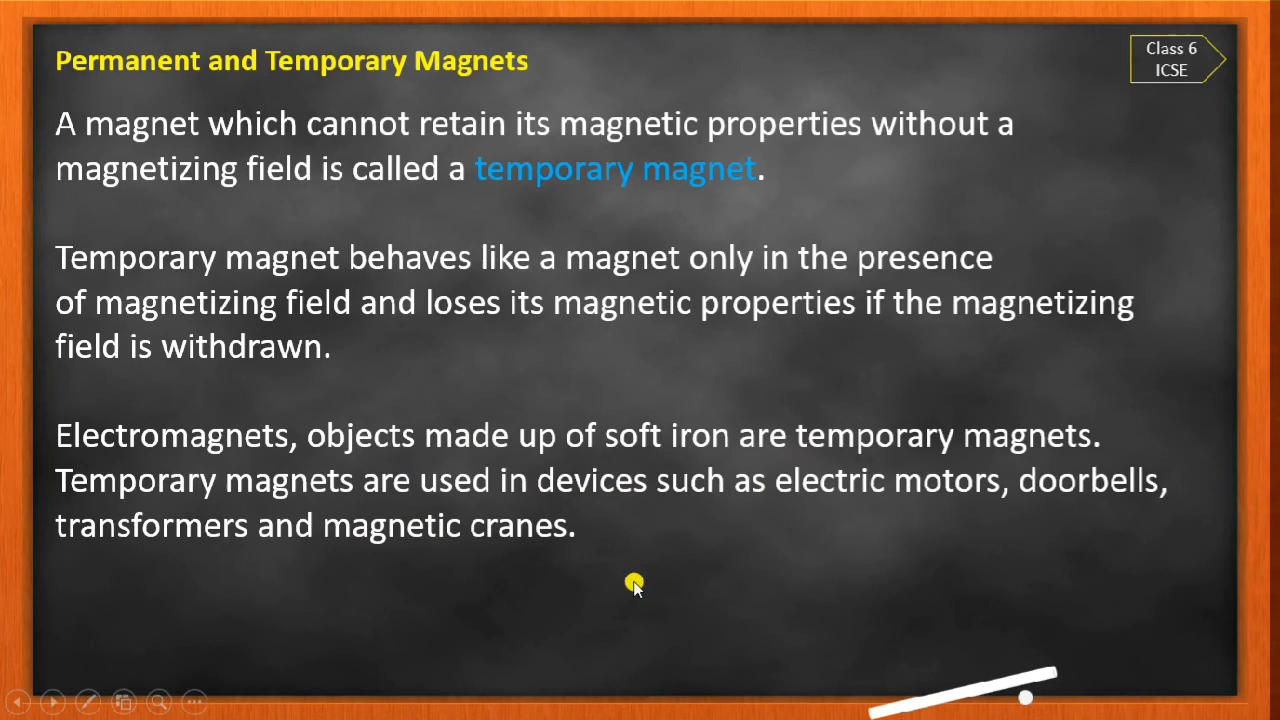 Permanent and Temporary Magnets
Class 6
ICSE
A magnet which cannot retain its magnetic properties without a
magnetizing field is called a temporary magnet.
Temporary magnet behaves like a magnet only in the presence
of magnetizing field and loses its magnetic properties if the magnetizing
field is withdrawn.
Electromagnets, objects made up of soft iron are temporary magnets.
Temporary magnets are used in devices such as electric motors, doorbells,
transformers and magnetic cranes.